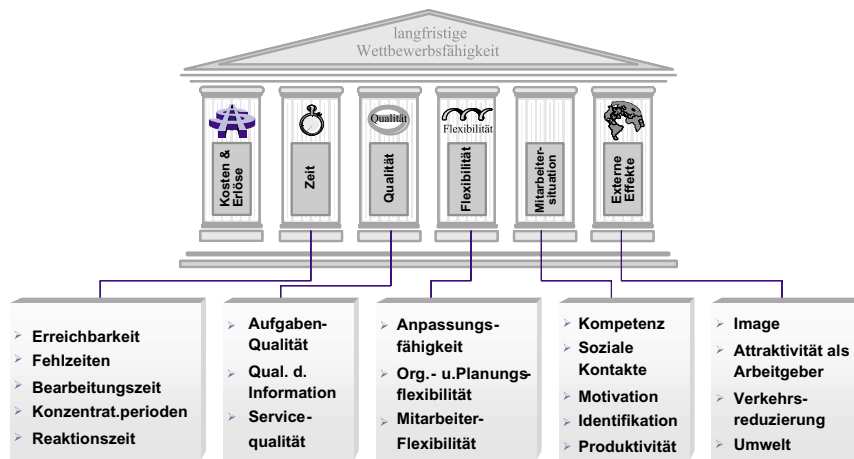 langfristige
Wettbewerbsfähigkeit
Qualität
Flexibilität
Kosten &
Erlöse
Zeit
Qualität
Flexibilität
Mitarbeiter-
situation
Externe
Effekte
Erreichbarkeit
Fehlzeiten
Bearbeitungszeit
Konzentrat.perioden
Reaktionszeit
Aufgaben-
Qualität
Qual. d.
Information
Service-
qualität
Anpassungs-
fähigkeit
Org.- u.Planungs-
flexibilität
Mitarbeiter-
Flexibilität
Kompetenz
Soziale
Kontakte
Motivation
Identifikation
Produktivität
Image
Attraktivität als
Arbeitgeber
Verkehrs-
reduzierung
Umwelt